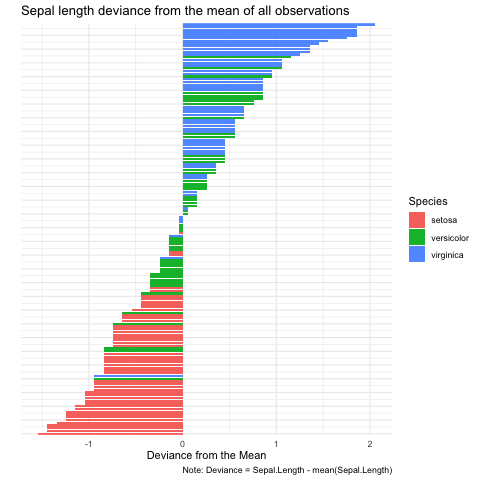 Sepal length deviance from the mean of all observations
Species
setosa
versicolor
virginica
-1
0
1
2
Deviance from the Mean
Note: Deviance = Sepal.Length - mean(Sepal.Length)